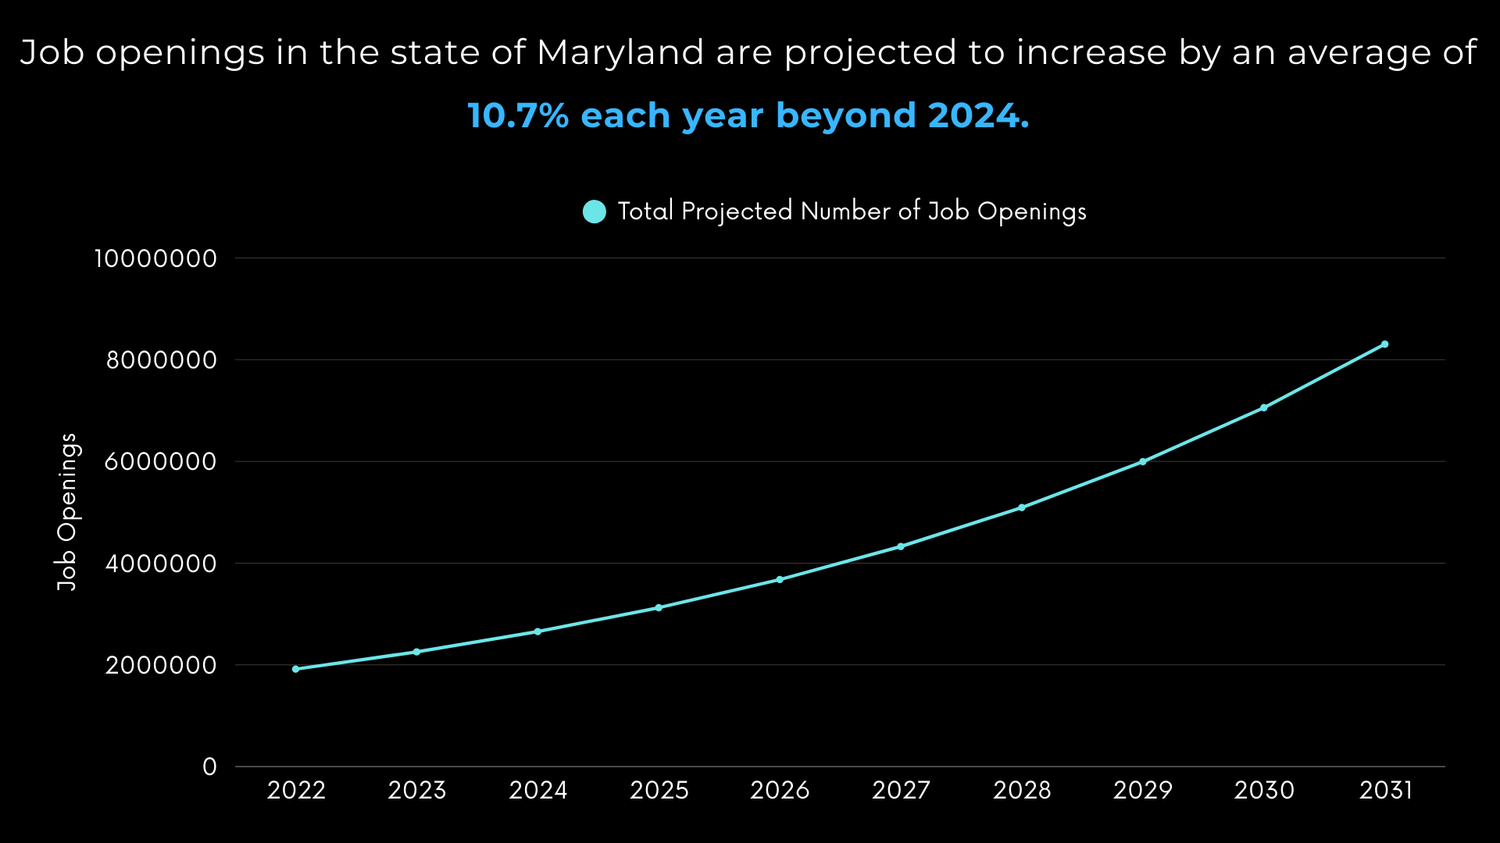 Job openings in the state of Maryland are projected to increase by an average of
10.7% each year beyond 2024.
Total Projected Number of Job Openings
10000000
8000000
6000000
4000000
2000000
0
Job Openings
2022 2023 2024 2025 2026 2027 2028 2029 2030 2031